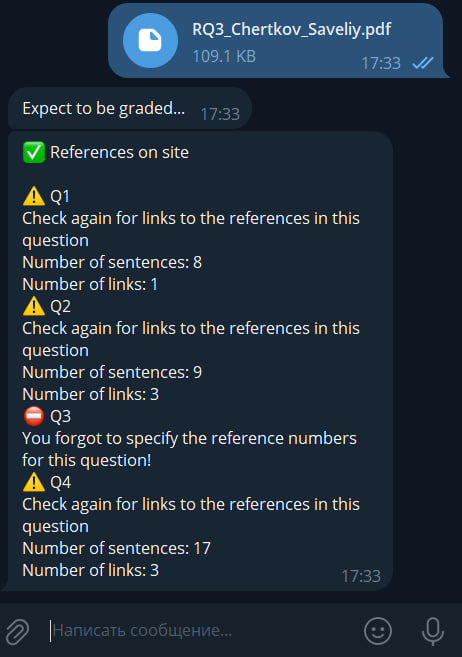 RQ3_Chertkov_Saveliy.pdf
109.1 KB
17:33
Expect to be graded...
17:33
✅ References on site
⚠️ Q1
Check again for links to the references in this
question
Number of sentences: 8
Number of links: 1
⚠️ Q2
Check again for links to the references in this
question
Number of sentences: 9
Number of links: 3
⛔ Q3
You forgot to specify the reference numbers
for this question!
⚠️ Q4
Check again for links to the references in this
question
Number of sentences: 17
Number of links: 3
17:33
Написать сообщение...